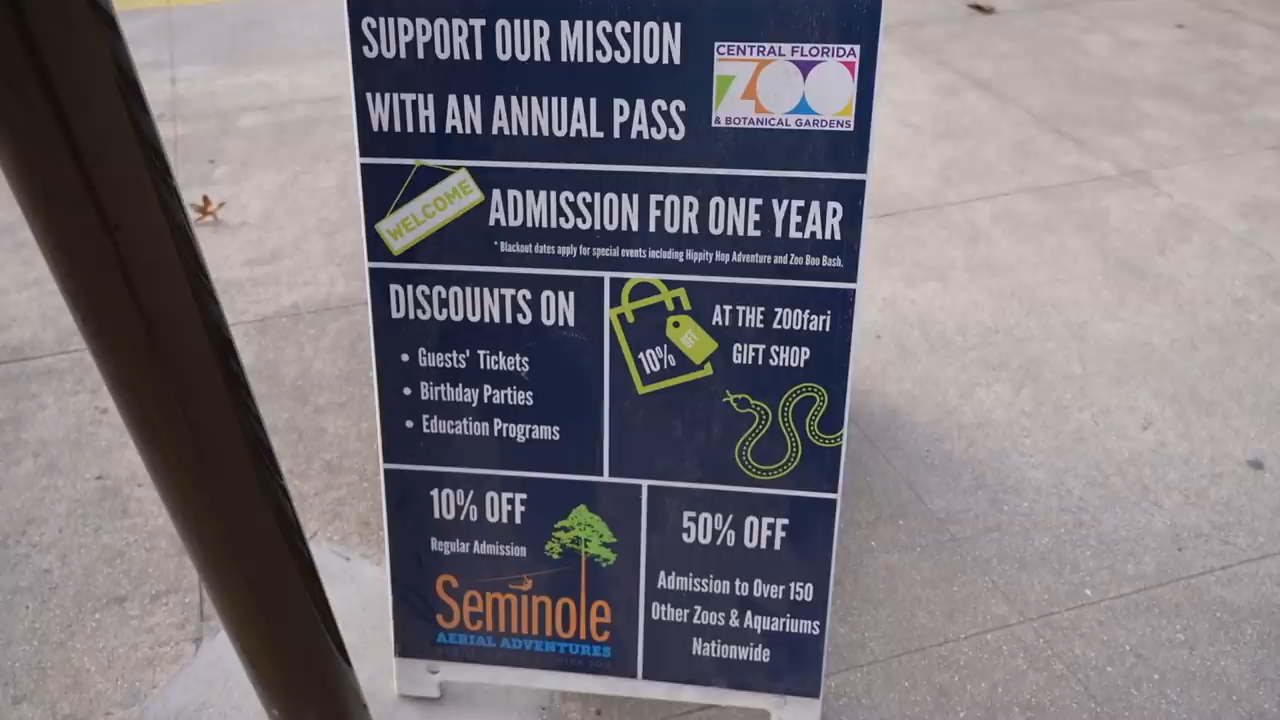 SUPPORT OUR MISSION
WITH AN ANNUAL PASS
CENTRAL FLORIDA
ZOO
& BOTANICAL GARDENS
WELCOME
ADMISSION FOR ONE YEAR
* Blackout dates apply for special events including Hippity Hop Adventure and Zoo Boo Bash.
DISCOUNTS ON
• Guests' Tickets
• Birthday Parties
• Education Programs
10% OFF
AT THE ZOOfari
GIFT SHOP
10% OFF
Regular Admission
Seminole
AERIAL ADVENTURES
50% OFF
Admission to Over 150
Other Zoos & Aquariums
Nationwide